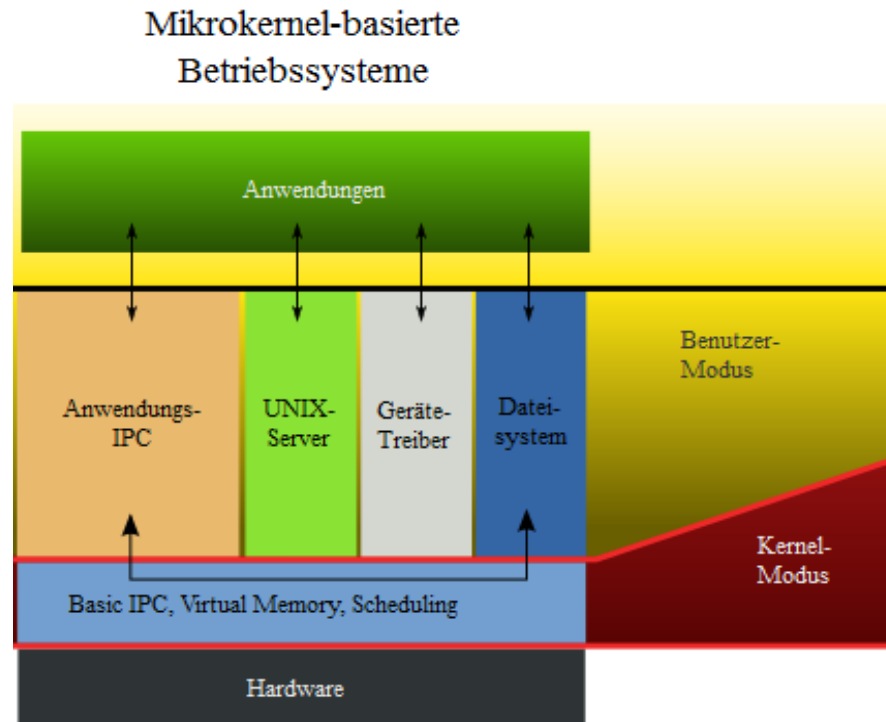 Mikrokernel-basierte
Betriebssysteme
Anwendungen
Anwendungs-
IPC
UNIX-
Server
Geräte-
Treiber
Datei-
system
Benutzer-
Modus
Kernel-
Modus
Basic IPC, Virtual Memory, Scheduling
Hardware